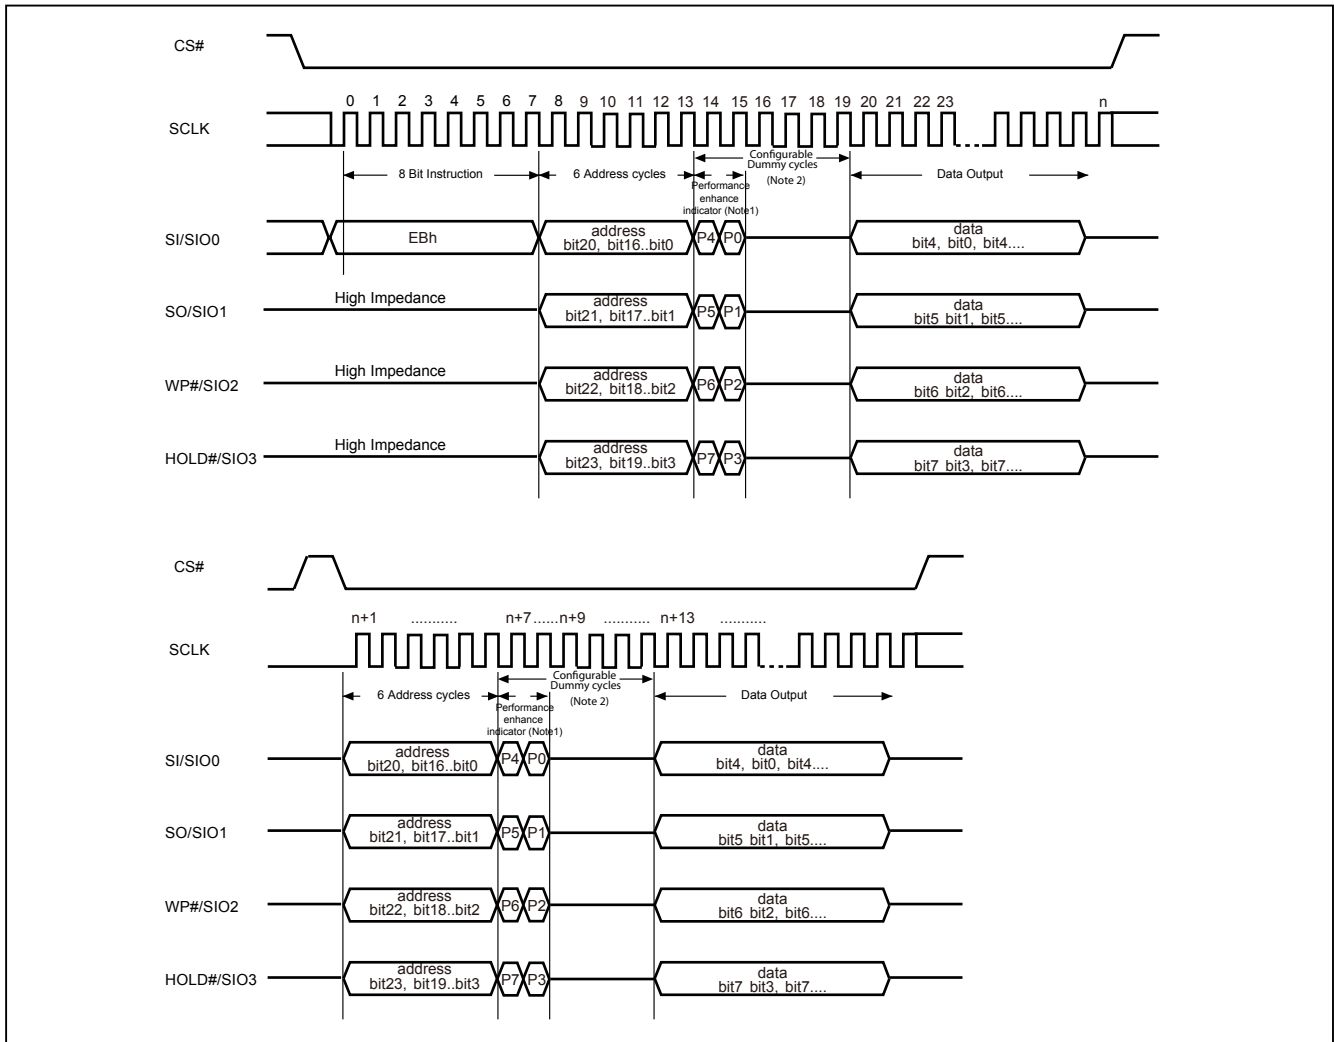 CS#
0 1 2 3 4 5 6 7 8 9 10 11 12 13 14 15 16 17 18 19 20 21 22 23 n
SCLK
Configurable
Dummy cycles
(Note 2)
8 Bit Instruction
6 Address cycles
Data Output
Performance
enhance
indicator (Note1)
SI/SIO0
EBh
address
bit20, bit16..bit0
P4 P0
data
bit4, bit0, bit4....
SO/SIO1
High Impedance
address
bit21, bit17..bit1
P5 P1
data
bit5 bit1, bit5....
WP#/SIO2
High Impedance
address
bit22, bit18..bit2
P6 P2
data
bit6 bit2, bit6....
HOLD#/SIO3
High Impedance
address
bit23, bit19..bit3
P7 P3
data
bit7 bit3, bit7....
CS#
n+1 ........... n+7 ......n+9 ........... n+13 ...........
SCLK
Configurable
Dummy cycles
(Note 2)
6 Address cycles
Data Output
Performance
enhance
indicator (Note1)
SI/SIO0
address
bit20, bit16..bit0
P4 P0
data
bit4, bit0, bit4....
SO/SIO1
address
bit21, bit17..bit1
P5 P1
data
bit5 bit1, bit5....
WP#/SIO2
address
bit22, bit18..bit2
P6 P2
data
bit6 bit2, bit6....
HOLD#/SIO3
address
bit23, bit19..bit3
P7 P3
data
bit7 bit3, bit7....